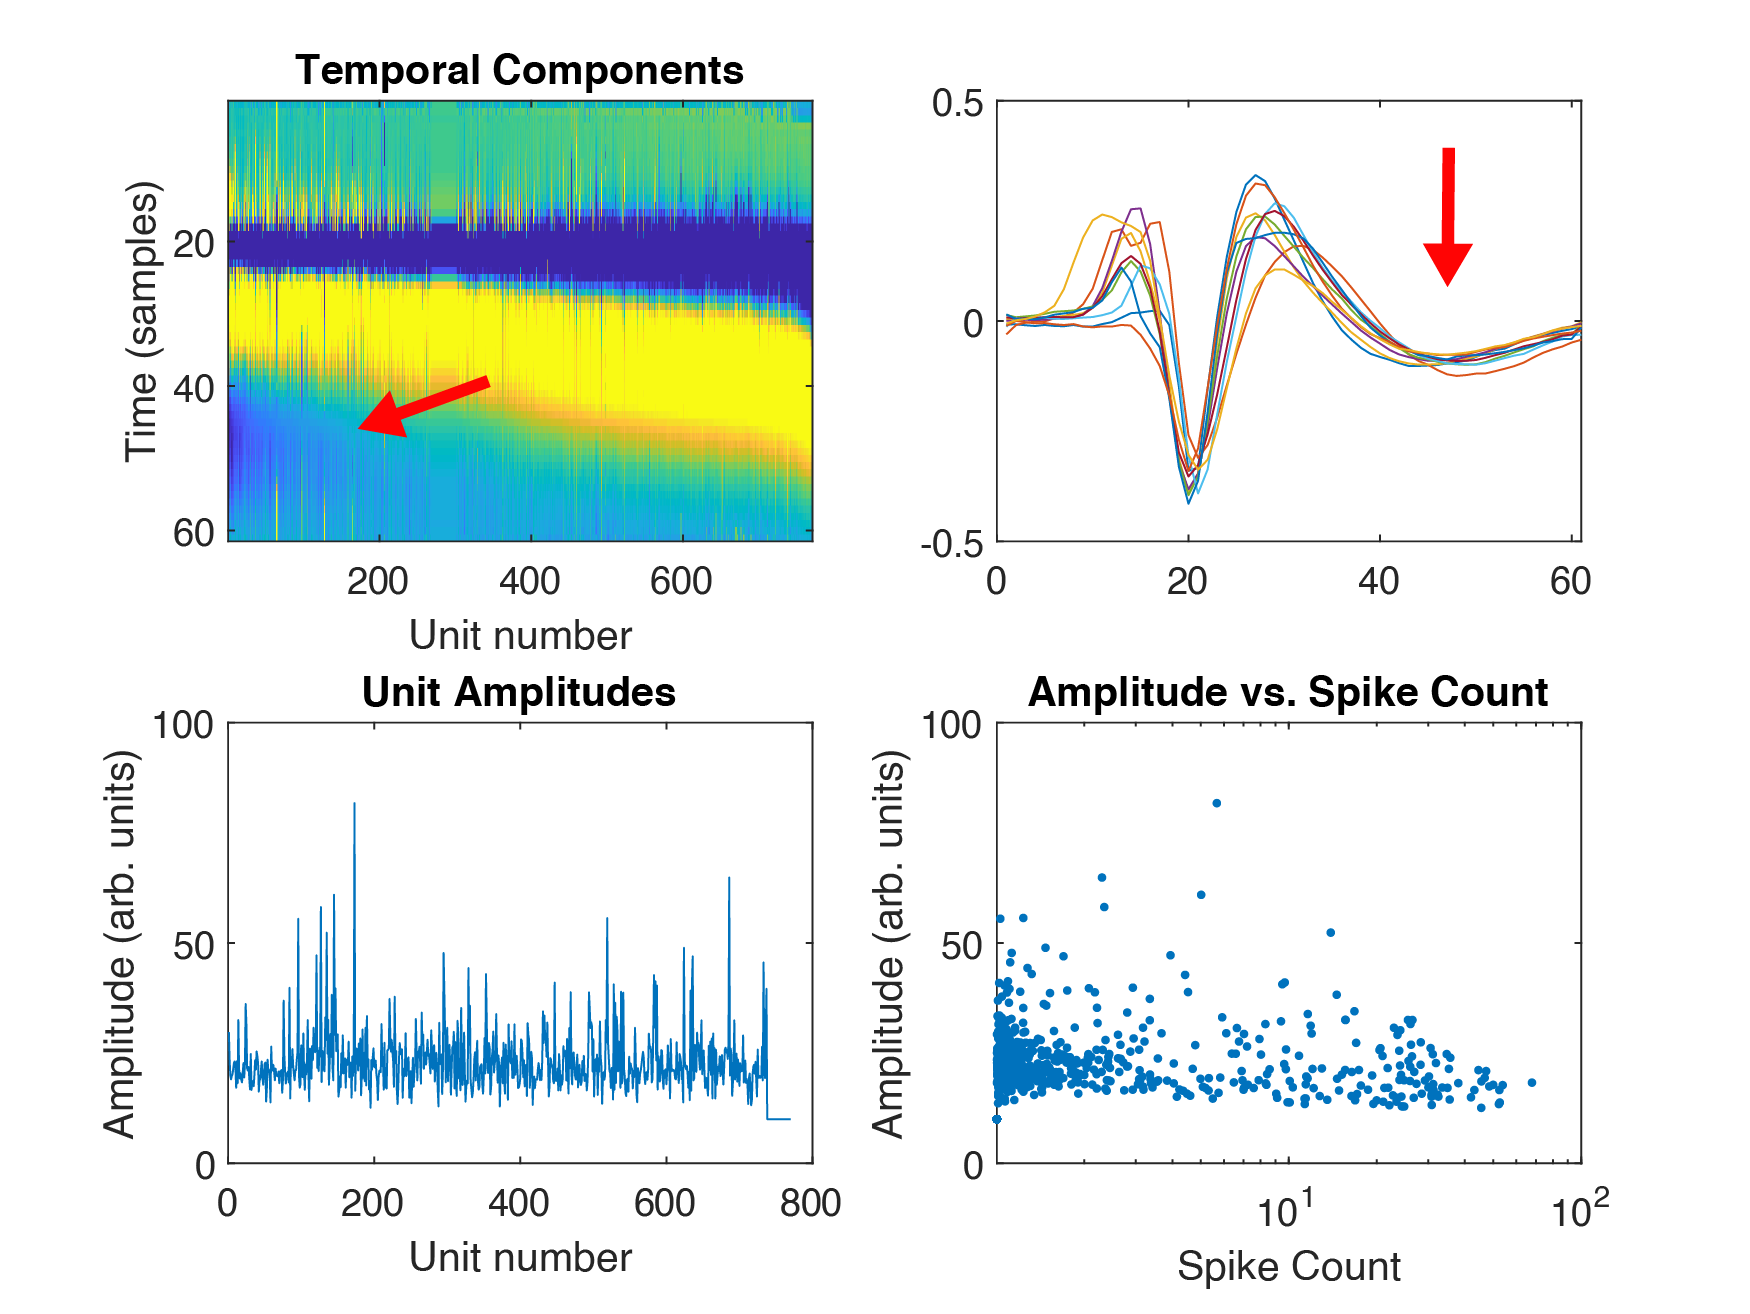 Temporal Components
Time (samples)
20
40
60
200
400
600
Unit number
0.5
0
-0.5
0
20
40
60
Unit Amplitudes
Amplitude (arb. units)
100
50
0
0
200
400
600
800
Unit number
Amplitude vs. Spike Count
Amplitude (arb. units)
100
50
0
10¹
10²
Spike Count